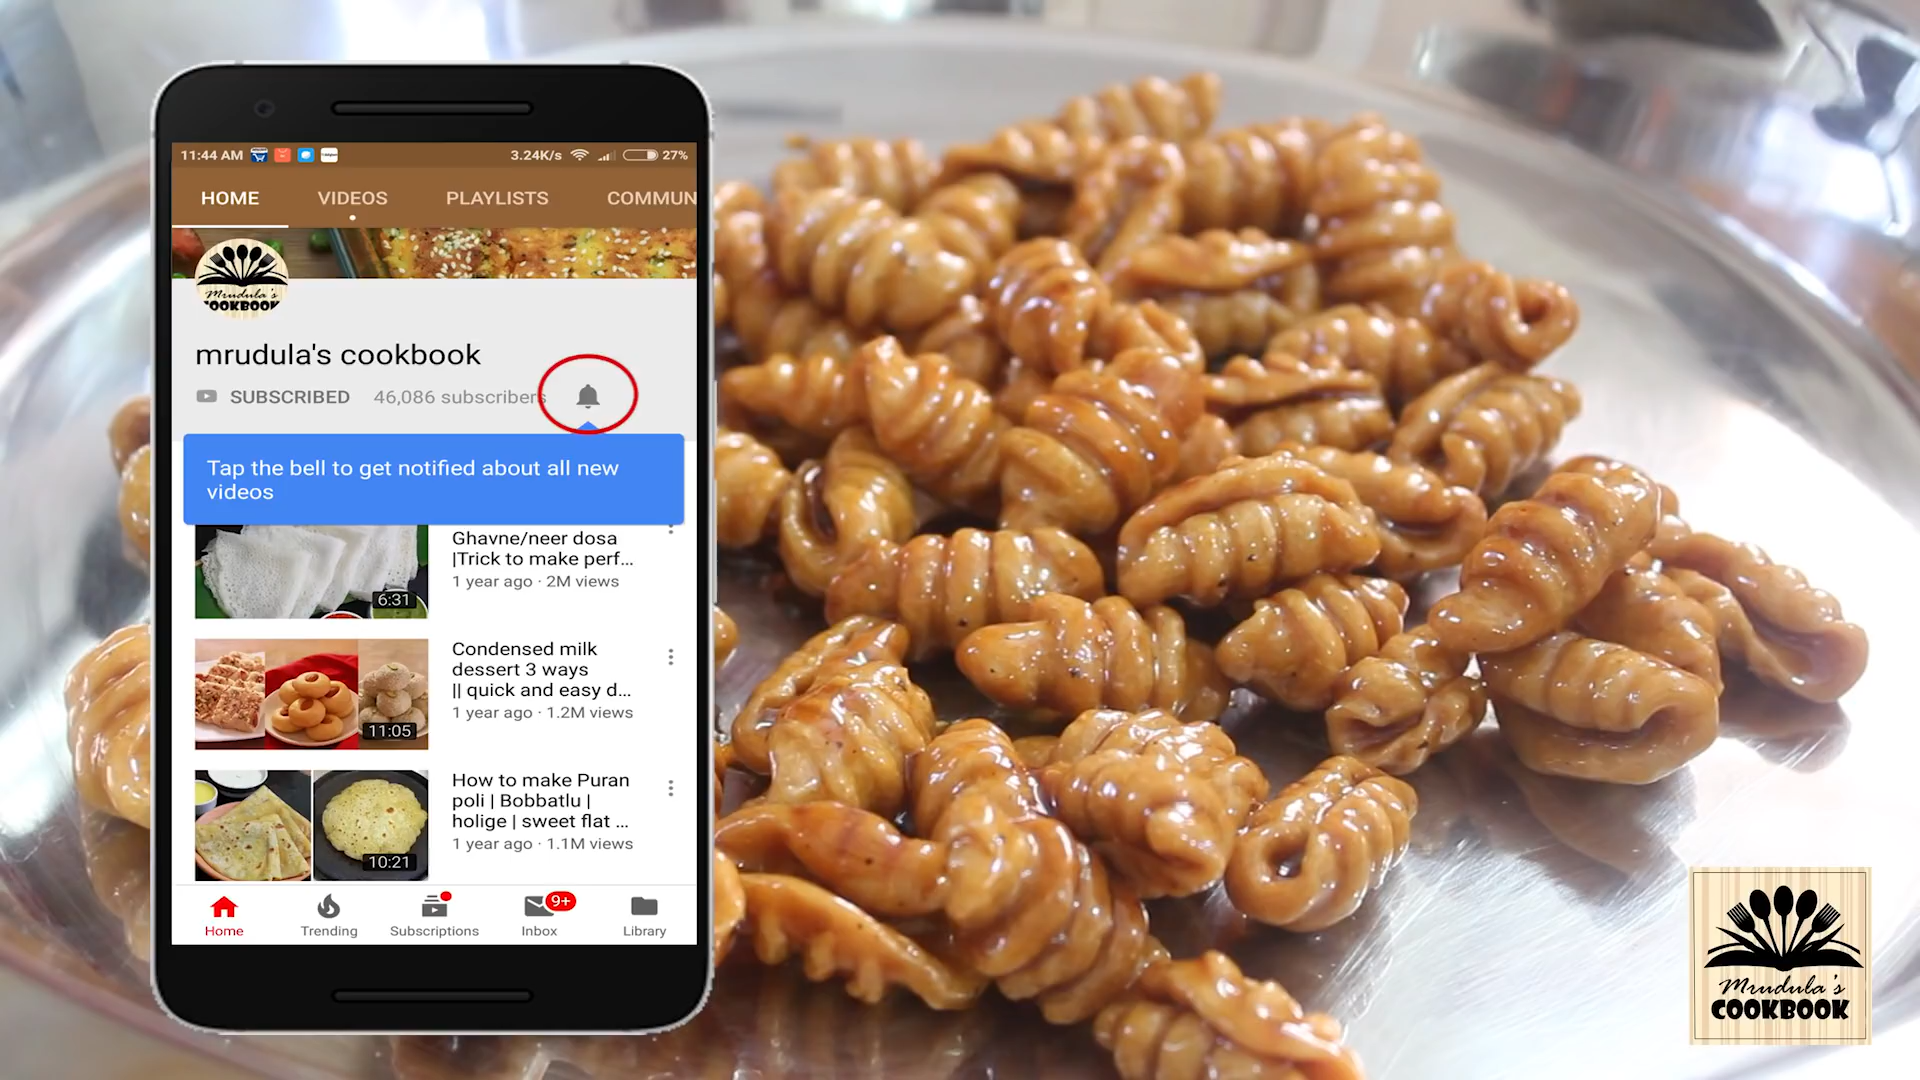 11:44 AM
3.24K/s
27%
HOME VIDEOS PLAYLISTS COMMUN
Mrudula's
COOKBOOK
mrudula's cookbook
SUBSCRIBED 46,086 subscribers
Tap the bell to get notified about all new
videos
Ghavne/neer dosa
|Trick to make perf...
1 year ago · 2M views
6:31
Condensed milk
dessert 3 ways
|| quick and easy d...
1 year ago · 1.2M views
11:05
How to make Puran
poli | Bobbatlu |
holige | sweet flat ...
1 year ago · 1.1M views
10:21
9+
Home Trending Subscriptions Inbox Library
Mrudula's
COOKBOOK